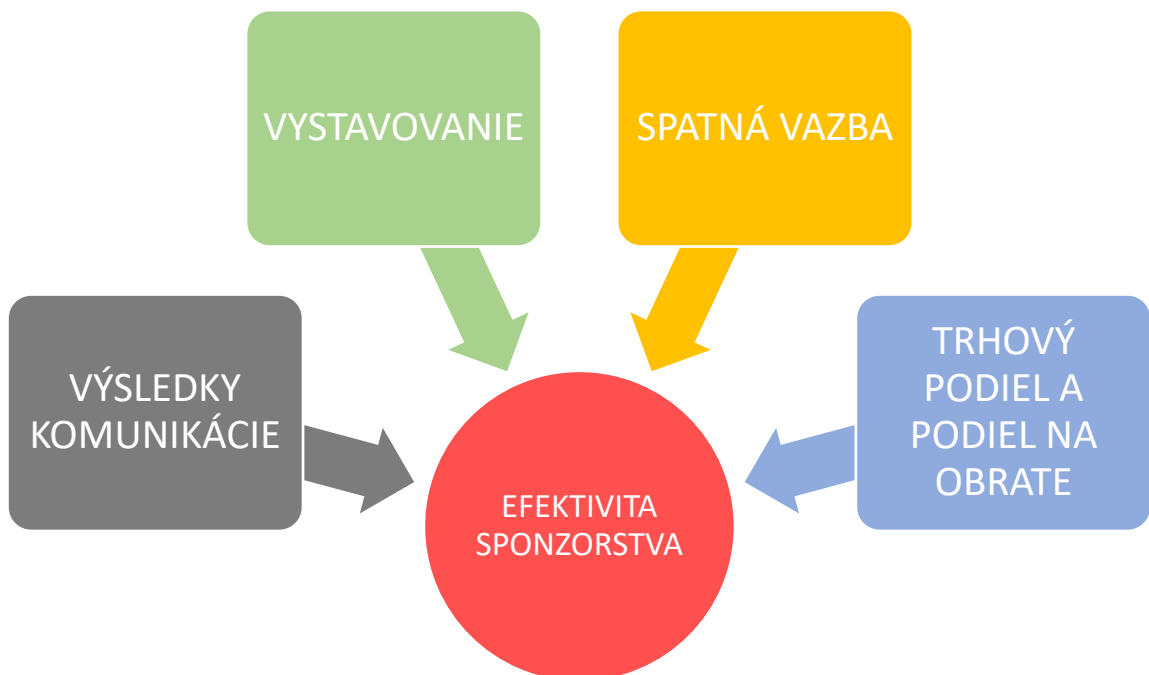 VYSTAVOVANIE
SPATNÁ VAZBA
VÝSLEDKY
KOMUNIKÁCIE
TRHOVÝ
PODIEL A
PODIEL NA
OBRATE
EFEKTIVITA
SPONZORSTVA